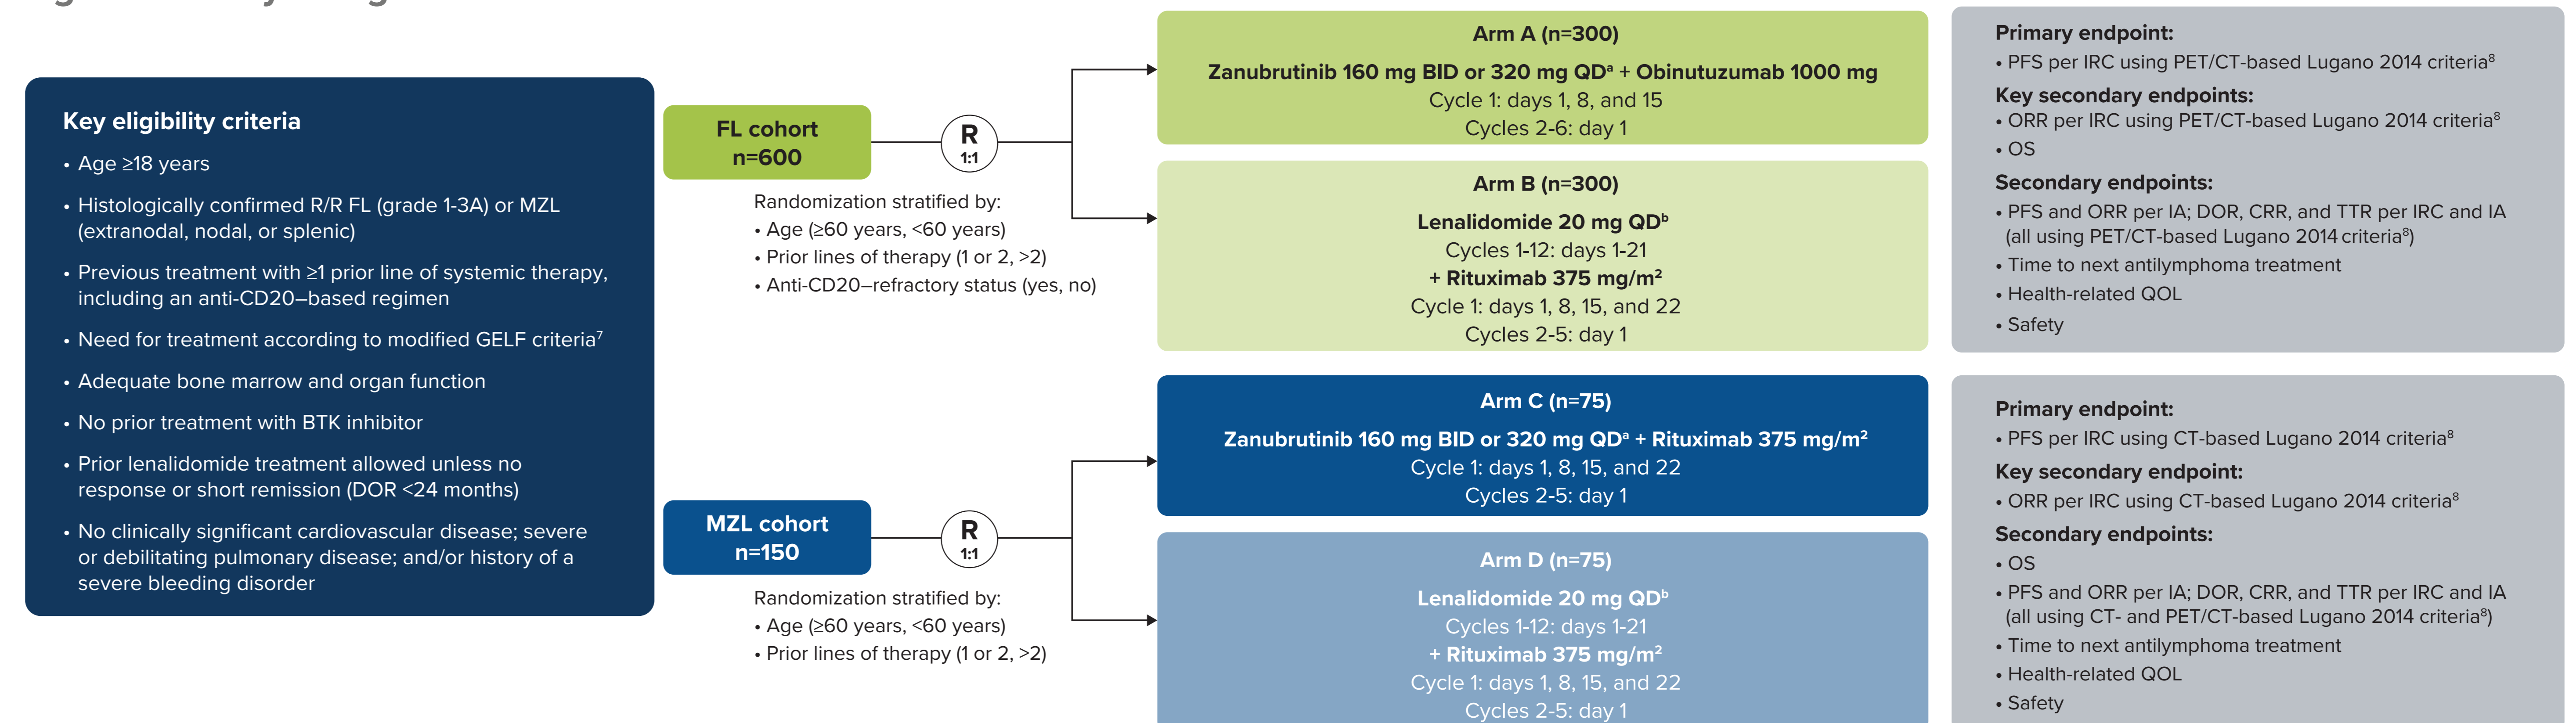 Key eligibility criteria
• Age ≥18 years
• Histologically confirmed R/R FL (grade 1-3A) or MZL
(extranodal, nodal, or splenic)
• Previous treatment with ≥1 prior line of systemic therapy,
including an anti-CD20–based regimen
• Need for treatment according to modified GELF criteria⁷
• Adequate bone marrow and organ function
• No prior treatment with BTK inhibitor
• Prior lenalidomide treatment allowed unless no
response or short remission (DOR <24 months)
• No clinically significant cardiovascular disease; severe
or debilitating pulmonary disease; and/or history of a
severe bleeding disorder
FL cohort
n=600
R
1:1
Randomization stratified by:
• Age (≥60 years, <60 years)
• Prior lines of therapy (1 or 2, >2)
• Anti-CD20–refractory status (yes, no)
Arm A (n=300)
Zanubrutinib 160 mg BID or 320 mg QDᵃ + Obinutuzumab 1000 mg
Cycle 1: days 1, 8, and 15
Cycles 2-6: day 1
Arm B (n=300)
Lenalidomide 20 mg QDᵇ
Cycles 1-12: days 1-21
+ Rituximab 375 mg/m²
Cycle 1: days 1, 8, 15, and 22
Cycles 2-5: day 1
Primary endpoint:
• PFS per IRC using PET/CT-based Lugano 2014 criteria⁸
Key secondary endpoints:
• ORR per IRC using PET/CT-based Lugano 2014 criteria⁸
• OS
Secondary endpoints:
• PFS and ORR per IA; DOR, CRR, and TTR per IRC and IA
(all using PET/CT-based Lugano 2014 criteria⁸)
• Time to next antilymphoma treatment
• Health-related QOL
• Safety
MZL cohort
n=150
R
1:1
Randomization stratified by:
• Age (≥60 years, <60 years)
• Prior lines of therapy (1 or 2, >2)
Arm C (n=75)
Zanubrutinib 160 mg BID or 320 mg QDᵃ + Rituximab 375 mg/m²
Cycle 1: days 1, 8, 15, and 22
Cycles 2-5: day 1
Arm D (n=75)
Lenalidomide 20 mg QDᵇ
Cycles 1-12: days 1-21
+ Rituximab 375 mg/m²
Cycle 1: days 1, 8, 15, and 22
Cycles 2-5: day 1
Primary endpoint:
• PFS per IRC using CT-based Lugano 2014 criteria⁸
Key secondary endpoint:
• ORR per IRC using CT-based Lugano 2014 criteria⁸
Secondary endpoints:
• OS
• PFS and ORR per IA; DOR, CRR, and TTR per IRC and IA
(all using CT- and PET/CT-based Lugano 2014 criteria⁸)
• Time to next antilymphoma treatment
• Health-related QOL
• Safety